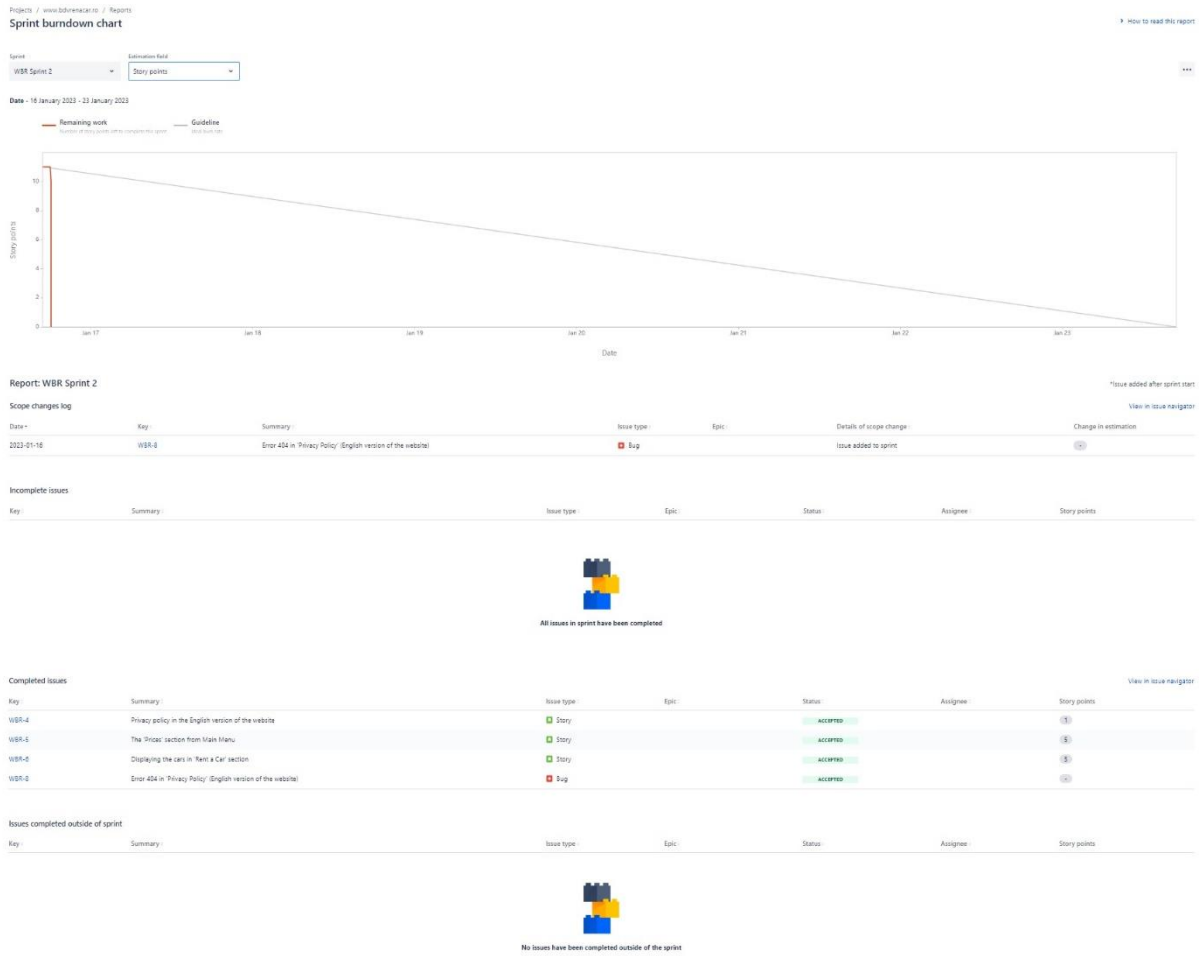 Projects / www.bdvrenacar.ro / Reports
Sprint burndown chart
How to read this report
Sprint
Estimation field
WBR Sprint 2
Story points
Date - 16 January 2023 - 23 January 2023
Remaining work
Guideline
10
8
6
4
2
0
Story points
Jan 17 Jan 18 Jan 19 Jan 20 Jan 21 Jan 22 Jan 23
Date
Report: WBR Sprint 2
*Issue added after sprint start
Scope changes log
View in issue navigator
Date Key Summary Issue type Epic Details of scope change Change in estimation
2023-01-16 WBR-8 Error 404 in 'Privacy Policy' (English version of the website) Bug Issue added to sprint -
Incomplete issues
Key Summary Issue type Epic Status Assignee Story points
All issues in sprint have been completed
Completed issues
View in issue navigator
Key Summary Issue type Epic Status Assignee Story points
WBR-4 Privacy policy in the English version of the website Story ACCEPTED 1
WBR-5 The 'Prices' section from Main Menu Story ACCEPTED 5
Displaying the cars in 'Rent a Car' section Story ACCEPTED 5
WBR-8 Error 404 in 'Privacy Policy' (English version of the website) Bug ACCEPTED -
Issues completed outside of sprint
Key Summary Issue type Epic Status Assignee Story points
No issues have been completed outside of the sprint